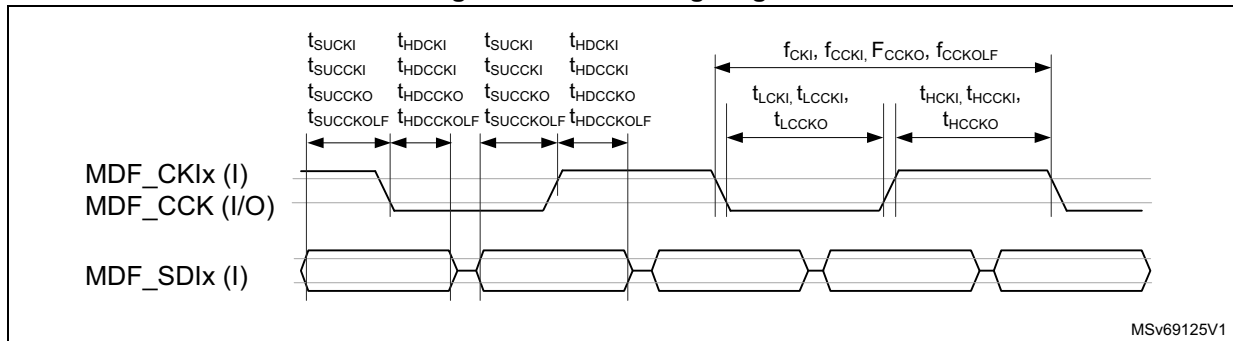 tSUCKI tHDCKI tSUCKI tHDCKI
tSUCCKI tHDCCKI tSUCCKI tHDCCKI
tSUCCKO tHDCCKO tSUCCKO tHDCCKO
tSUCCKOLF tHDCCKOLF tSUCCKOLF tHDCCKOLF
fCKI, fCCKI, FCCKO, fCCKOLF
tLCKI, tLCCKI, tHCKI, tHCCKI,
tLCCKO tHCCKO
MDF_CKIx (I)
MDF_CCK (I/O)
MDF_SDIx (I)
MSv69125V1